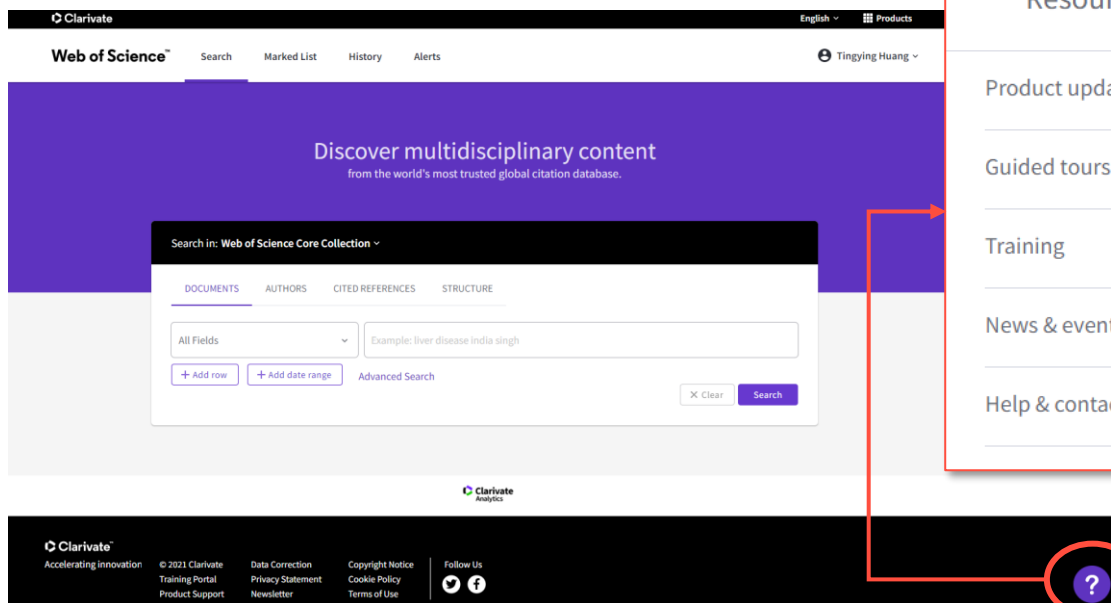 Clarivate
English
Products
Web of Science™
Search
Marked List
History
Alerts
Tingying Huang
Discover multidisciplinary content
from the world's most trusted global citation database.
Search in: Web of Science Core Collection
DOCUMENTS
AUTHORS
CITED REFERENCES
STRUCTURE
All Fields
Example: liver disease india singh
+ Add row
+ Add date range
Advanced Search
× Clear
Search
Clarivate
Analytics
Clarivate™
Accelerating innovation
© 2021 Clarivate
Training Portal
Product Support
Data Correction
Privacy Statement
Newsletter
Copyright Notice
Cookie Policy
Terms of Use
Follow Us
Product
Guided tours
Training
News &
Help &
?